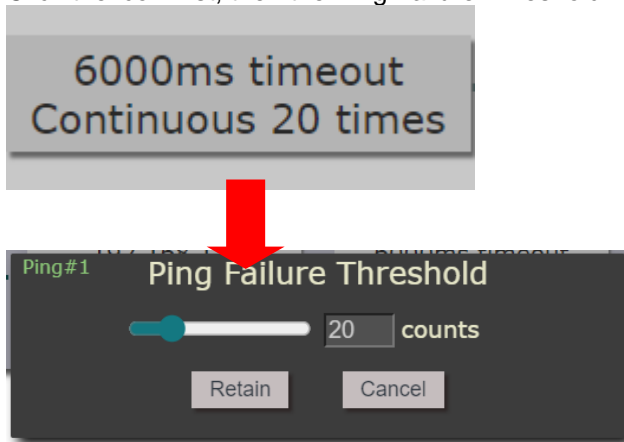 6000ms timeout
Continuous 20 times
Ping#1
Ping Failure Threshold
20 counts
Retain Cancel